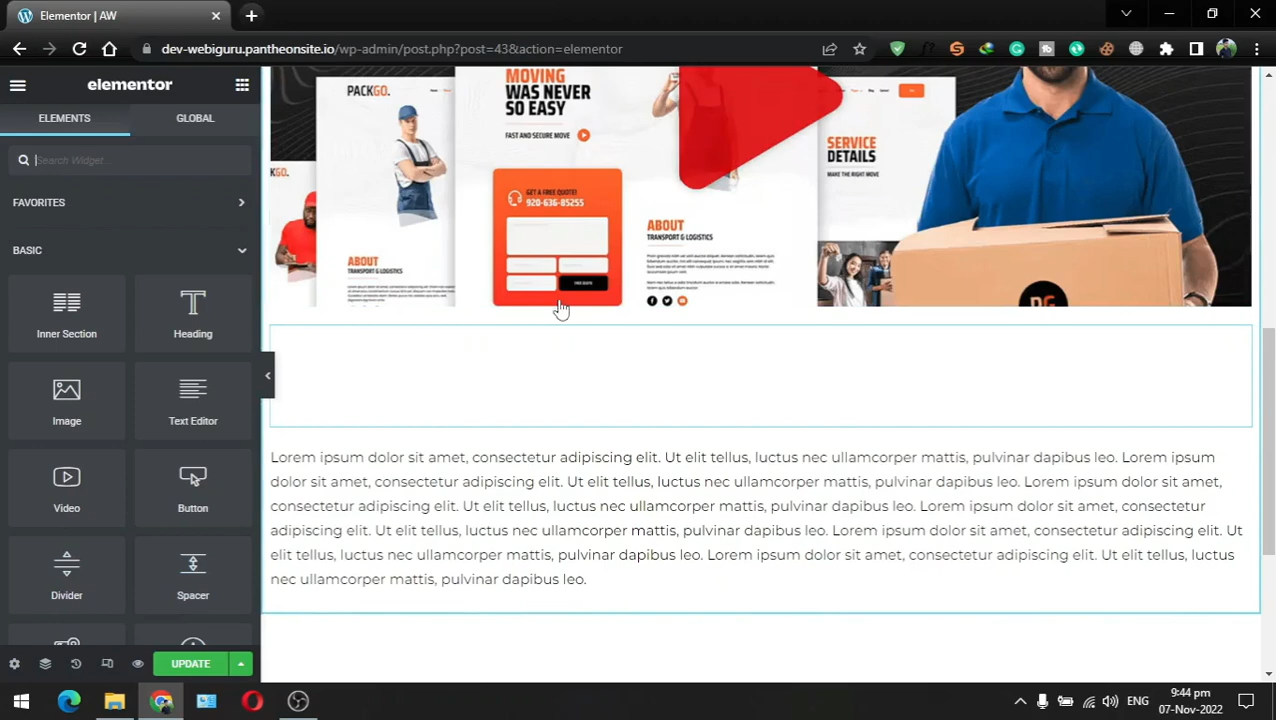 Elementor | AW
dev-webiguru.pantheonsite.io/wp-admin/post.php?post=43&action=elementor
elementor
GLOBAL
Search Widget...
FAVORITES
BASIC
Inner Section
Heading
Image
Text Editor
Video
Button
Divider
Spacer
UPDATE
PACKGO.
MOVING
WAS NEVER
SO EASY
FAST AND SECURE MOVE
GET A FREE QUOTE!
920-636-85255
SERVICE
DETAILS
MAKE THE RIGHT MOVE
ABOUT
TRANSPORT & LOGISTICS
ABOUT
TRANSPORT & LOGISTICS
Lorem ipsum dolor sit amet, consectetur adipiscing elit. Ut elit tellus, luctus nec ullamcorper mattis, pulvinar dapibus leo. Lorem ipsum
dolor sit amet, consectetur adipiscing elit. Ut elit tellus, luctus nec ullamcorper mattis, pulvinar dapibus leo. Lorem ipsum dolor sit amet,
consectetur adipiscing elit. Ut elit tellus, luctus nec ullamcorper mattis, pulvinar dapibus leo. Lorem ipsum dolor sit amet, consectetur
adipiscing elit. Ut elit tellus, luctus nec ullamcorper mattis, pulvinar dapibus leo. Lorem ipsum dolor sit amet, consectetur adipiscing elit. Ut
elit tellus, luctus nec ullamcorper mattis, pulvinar dapibus leo. Lorem ipsum dolor sit amet, consectetur adipiscing elit. Ut elit tellus, luctus
nec ullamcorper mattis, pulvinar dapibus leo.
ENG
9:44 pm
07-Nov-2022